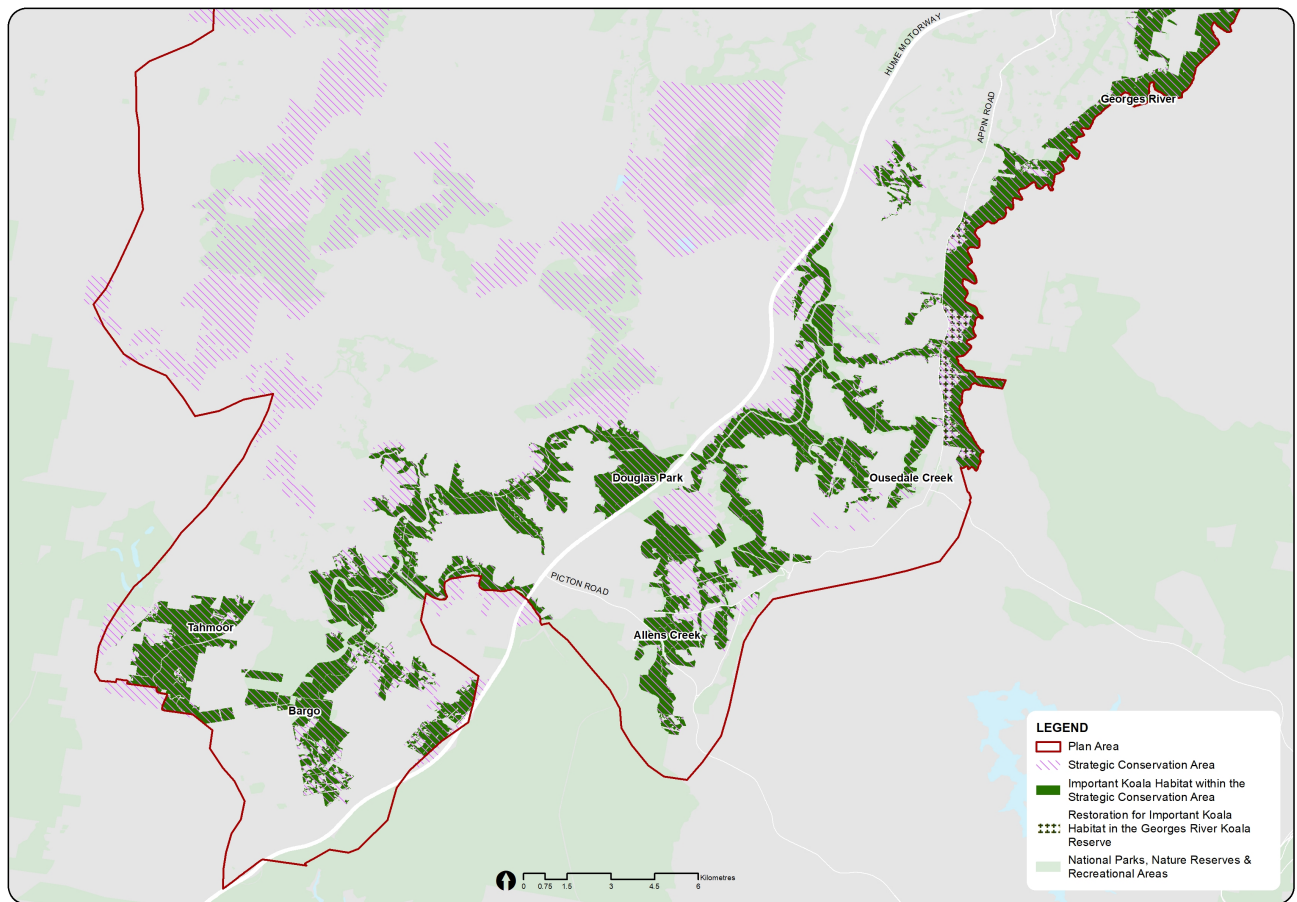 HUME MOTORWAY
Georges River
APPIN ROAD
Douglas Park
Ousedale Creek
PICTON ROAD
Tahmoor
Allens Creek
Bargo
LEGEND
Plan Area
Strategic Conservation Area
Important Koala Habitat within the
Strategic Conservation Area
Restoration for Important Koala
Habitat in the Georges River Koala
Reserve
National Parks, Nature Reserves &
Recreational Areas
Kilometres
0 0.75 1.5 3 4.5 6